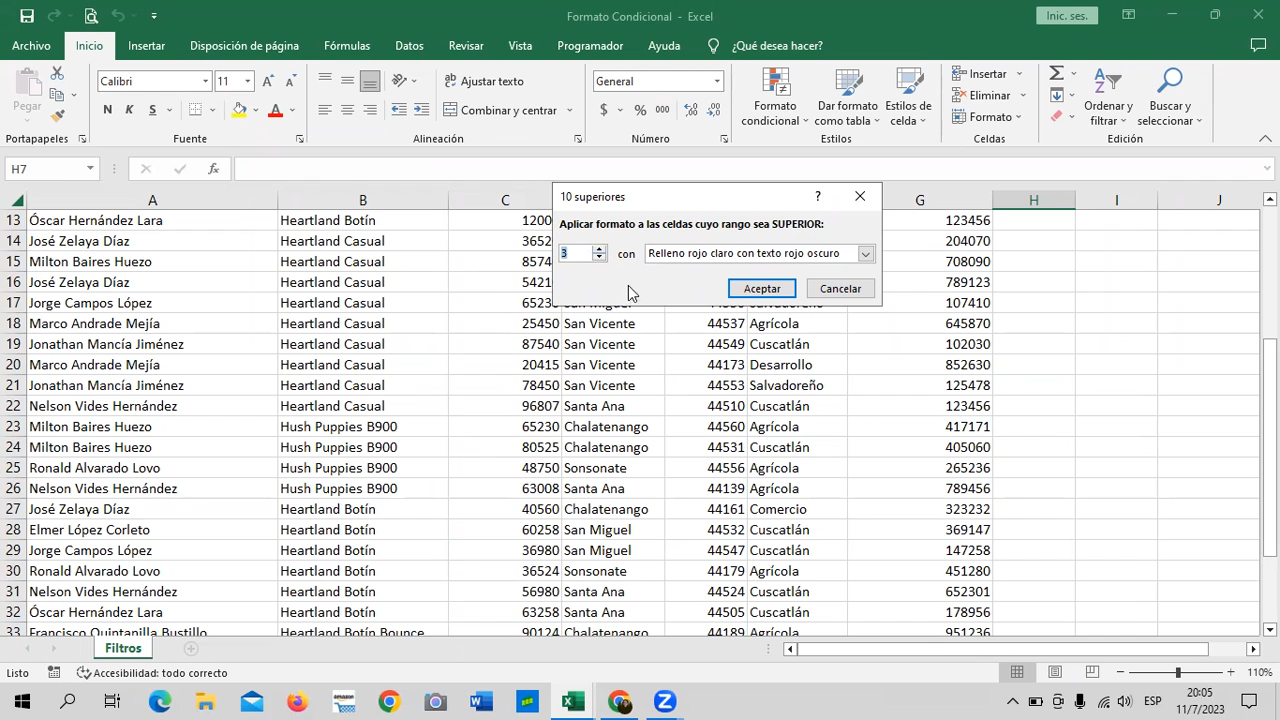 Formato Condicional - Excel
Inic. ses.
Archivo Inicio Insertar Disposición de página Fórmulas Datos Revisar Vista Programador Ayuda ¿Qué desea hacer?
Pegar
Calibri 11
N K S
Ajustar texto
Combinar y centrar
General
$ % 000
Formato condicional
Dar formato como tabla
Estilos de celda
Insertar
Eliminar
Formato
Ordenar y filtrar
Buscar y seleccionar
Portapapeles Fuente Alineación Número Estilos Celdas Edición
H7
fx
10 superiores ?
Aplicar formato a las celdas cuyo rango sea SUPERIOR:
3 con Relleno rojo claro con texto rojo oscuro
Aceptar Cancelar
A B C G H I J
13 Óscar Hernández Lara Heartland Botín 1200 123456
14 José Zelaya Díaz Heartland Casual 3652 204070
15 Milton Baires Huezo Heartland Casual 8574 708090
16 José Zelaya Díaz Heartland Casual 5421 789123
17 Jorge Campos López Heartland Casual 6523 107410
18 Marco Andrade Mejía Heartland Casual 25450 San Vicente 44537 Agrícola 645870
19 Jonathan Mancía Jiménez Heartland Casual 87540 San Vicente 44549 Cuscatlán 102030
20 Marco Andrade Mejía Heartland Casual 20415 San Vicente 44173 Desarrollo 852630
21 Jonathan Mancía Jiménez Heartland Casual 78450 San Vicente 44553 Salvadoreño 125478
22 Nelson Vides Hernández Heartland Casual 96807 Santa Ana 44510 Cuscatlán 123456
23 Milton Baires Huezo Hush Puppies B900 65230 Chalatenango 44560 Agrícola 417171
24 Milton Baires Huezo Hush Puppies B900 80525 Chalatenango 44531 Cuscatlán 405060
25 Ronald Alvarado Lovo Hush Puppies B900 48750 Sonsonate 44556 Agrícola 265236
26 Nelson Vides Hernández Hush Puppies B900 63008 Santa Ana 44139 Agrícola 789456
27 José Zelaya Díaz Heartland Botín 40560 Chalatenango 44161 Comercio 323232
28 Elmer López Corleto Heartland Botín 60258 San Miguel 44532 Cuscatlán 369147
29 Jorge Campos López Heartland Botín 36980 San Miguel 44547 Cuscatlán 147258
30 Ronald Alvarado Lovo Heartland Botín 36524 Sonsonate 44179 Agrícola 451280
31 Nelson Vides Hernández Heartland Botín 56980 Santa Ana 44524 Cuscatlán 652301
32 Óscar Hernández Lara Heartland Botín 63258 Santa Ana 44505 Cuscatlán 178956
33 Francisco Quintanilla Bustillo Heartland Botín Bounce 90124 Chalatenango 44189 Agrícola 951236
Filtros
Listo Accesibilidad: todo correcto 110%
ESP
20:05
11/7/2023